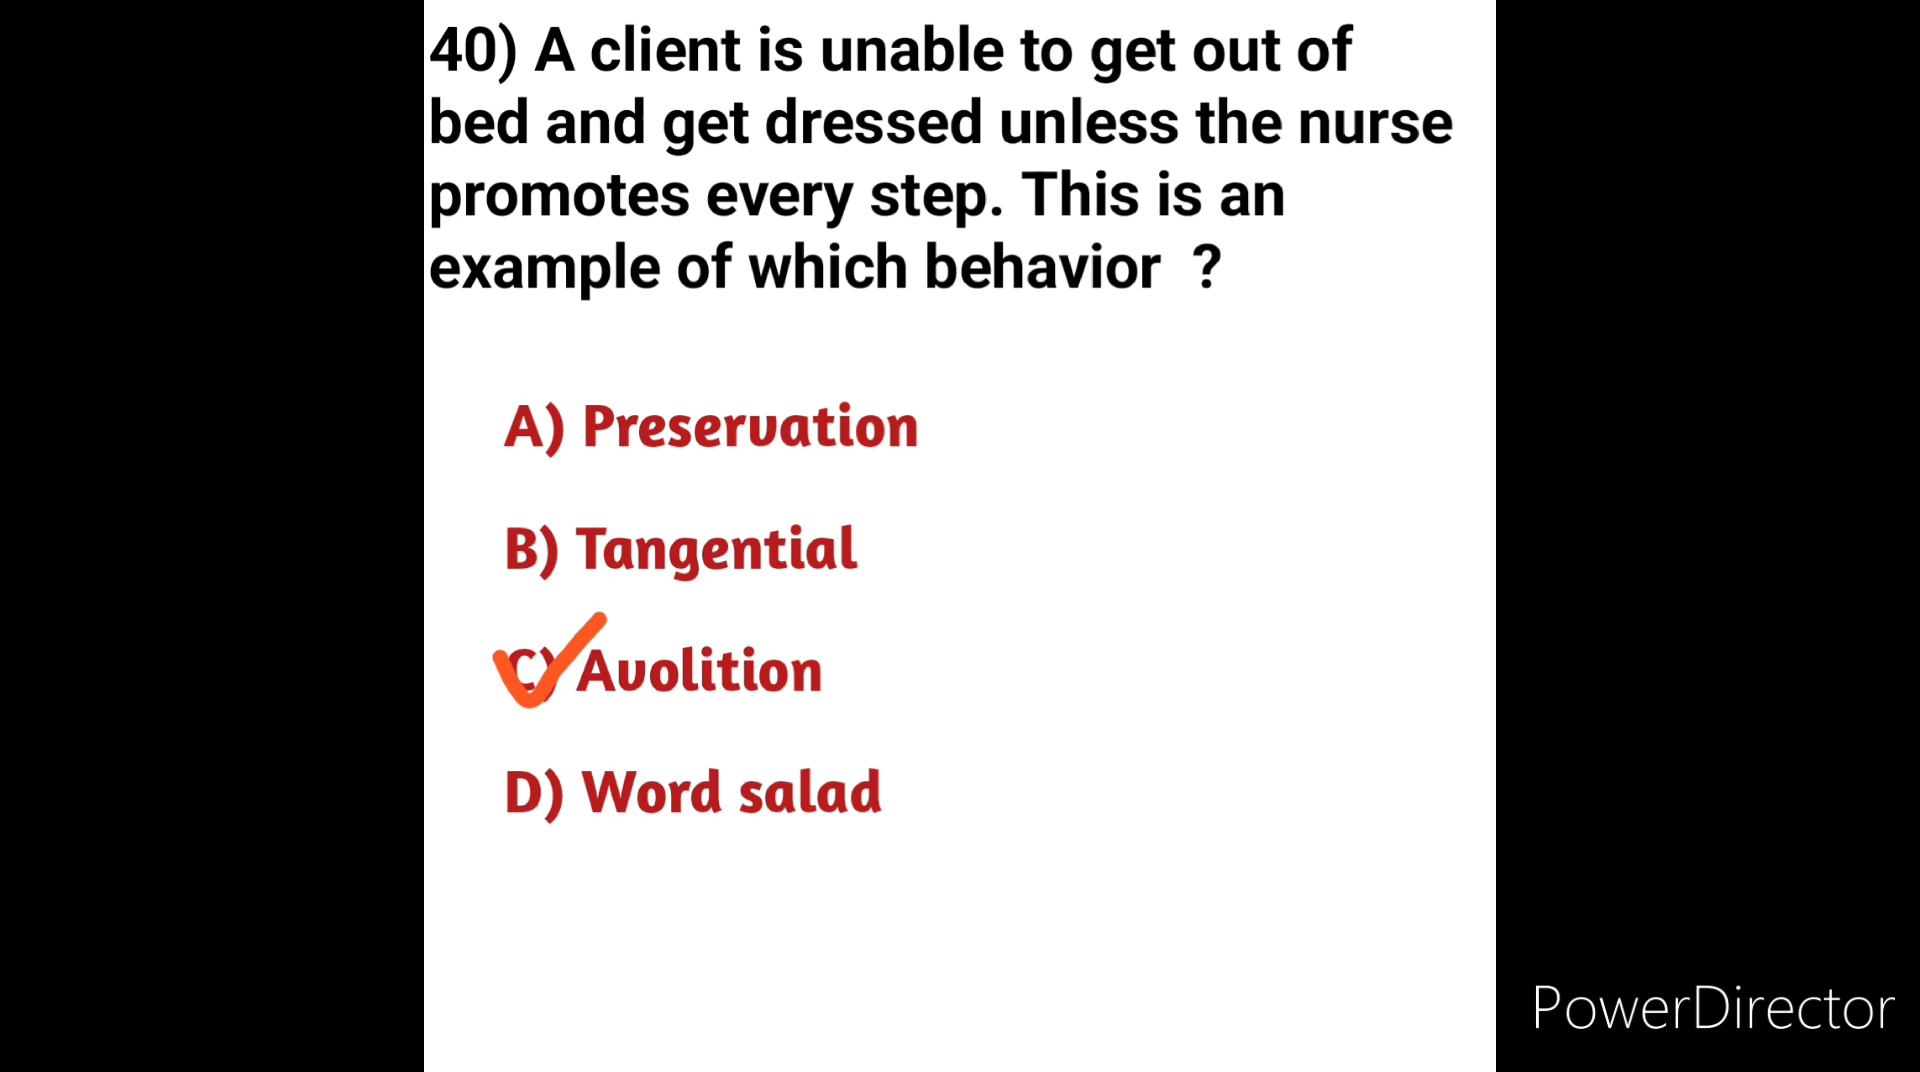 40) A client is unable to get out of
bed and get dressed unless the nurse
promotes every step. This is an
example of which behavior ?
A) Preservation
B) Tangential
C) Avolition
D) Word salad
PowerDirector